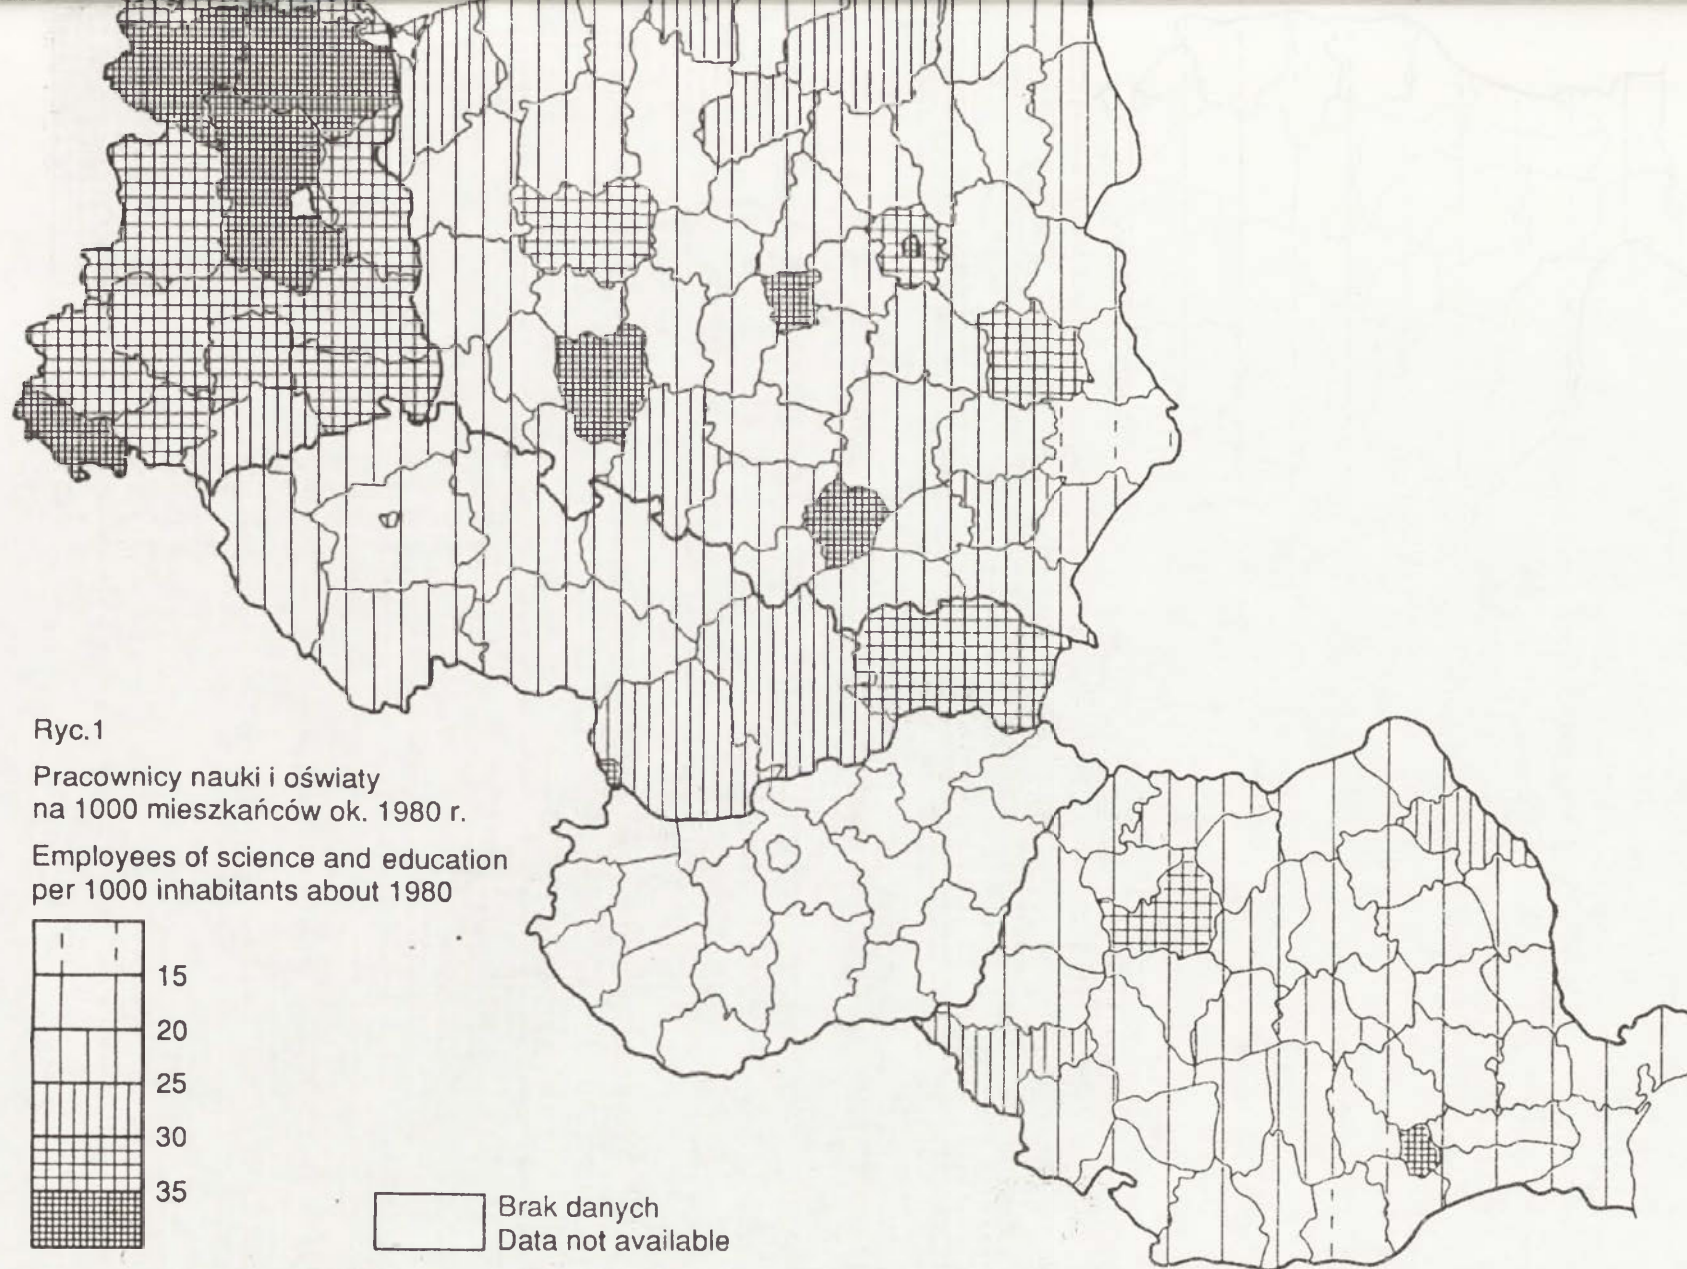 Ryc.1
Pracownicy nauki i oświaty
na 1000 mieszkańców ok. 1980 r.
Employees of science and education
per 1000 inhabitants about 1980
15
20
25
30
35
Brak danych
Data not available